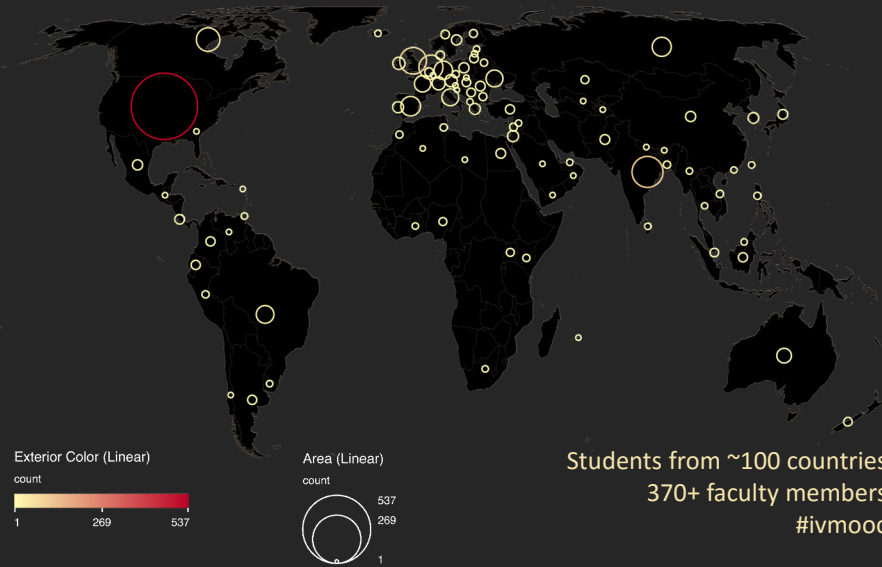 Exterior Color (Linear)
count
1 269 537
Area (Linear)
count
537
269
1
Students from ~100 countries
370+ faculty members
#ivmooc